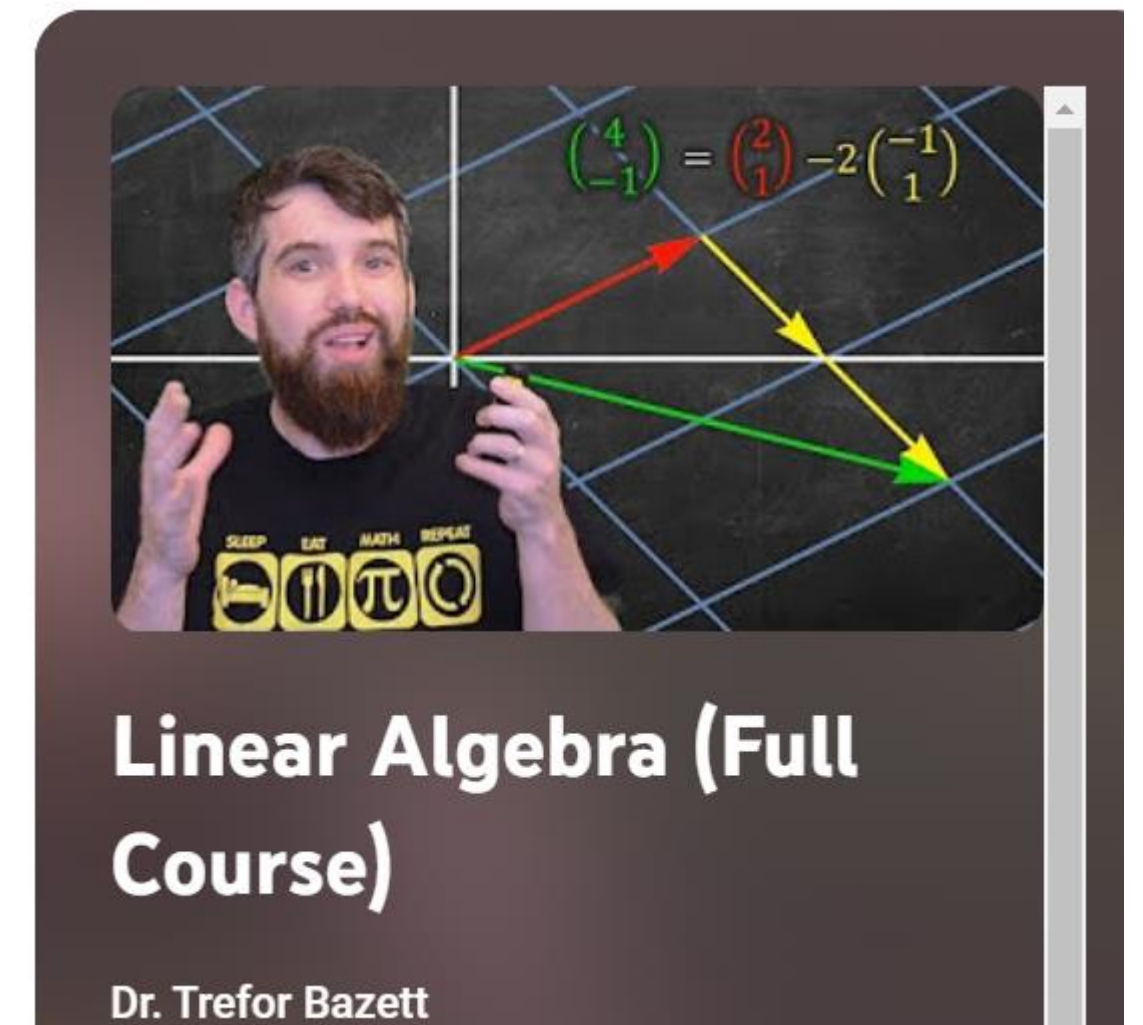 (4 −1) = (2 1) −2 (−1 1)
SLEEP EAT MATH REPEAT
π
Linear Algebra (Full
Course)
Dr. Trefor Bazett